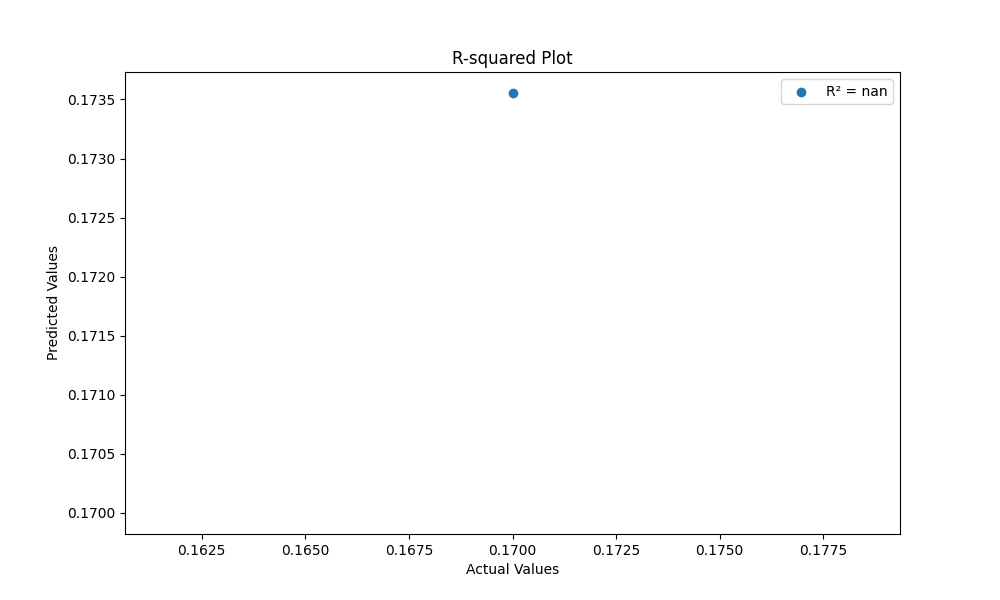 R-squared Plot
R² = nan
Predicted Values
0.1735
0.1730
0.1725
0.1720
0.1715
0.1710
0.1705
0.1700
0.1625 0.1650 0.1675 0.1700 0.1725 0.1750 0.1775
Actual Values